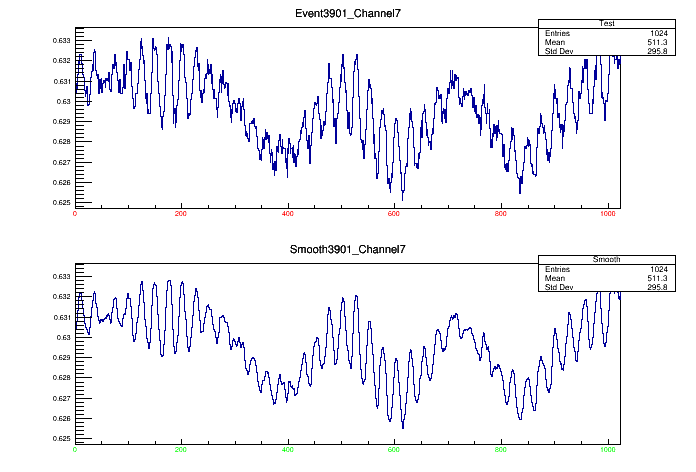 Event3901_Channel7
Test
Entries 1024
Mean 511.3
Std Dev 295.8
0.633
0.632
0.631
0.63
0.629
0.628
0.627
0.626
0.625
0 200 400 600 800 1000
Smooth3901_Channel7
Smooth
Entries 1024
Mean 511.3
Std Dev 295.8
0.633
0.632
0.631
0.63
0.629
0.628
0.627
0.626
0.625
0 200 400 600 800 1000